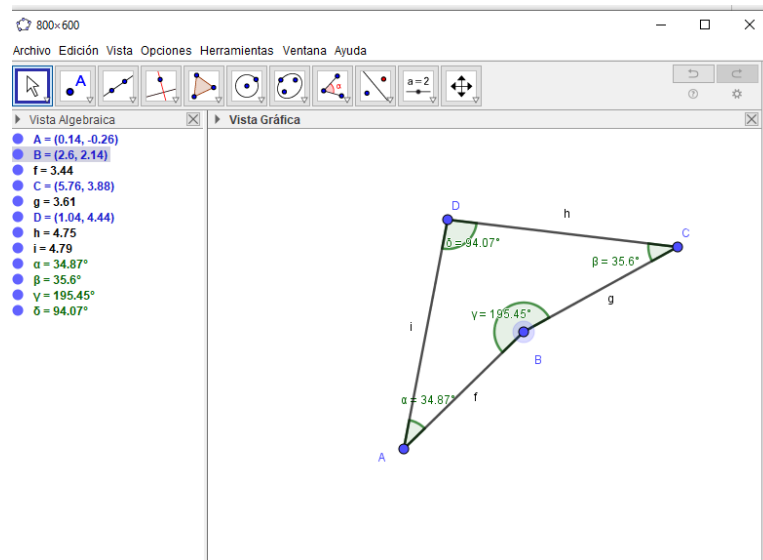 800×600
Archivo Edición Vista Opciones Herramientas Ventana Ayuda
A
α
a=2
Vista Algebraica
Vista Gráfica
A = (0.14, -0.26)
B = (2.6, 2.14)
f = 3.44
C = (5.76, 3.88)
g = 3.61
D = (1.04, 4.44)
h = 4.75
i = 4.79
α = 34.87°
β = 35.6°
γ = 195.45°
δ = 94.07°
D
h
C
δ = 94.07°
β = 35.6°
g
γ = 195.45°
i
B
α = 34.87°
f
A